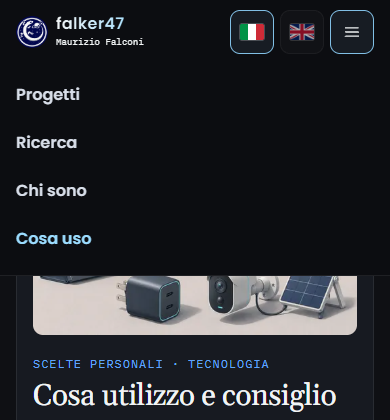 falker47
Maurizio Falconi
Progetti
Ricerca
Chi sono
Cosa uso
SCELTE PERSONALI · TECNOLOGIA
Cosa utilizzo e consiglio